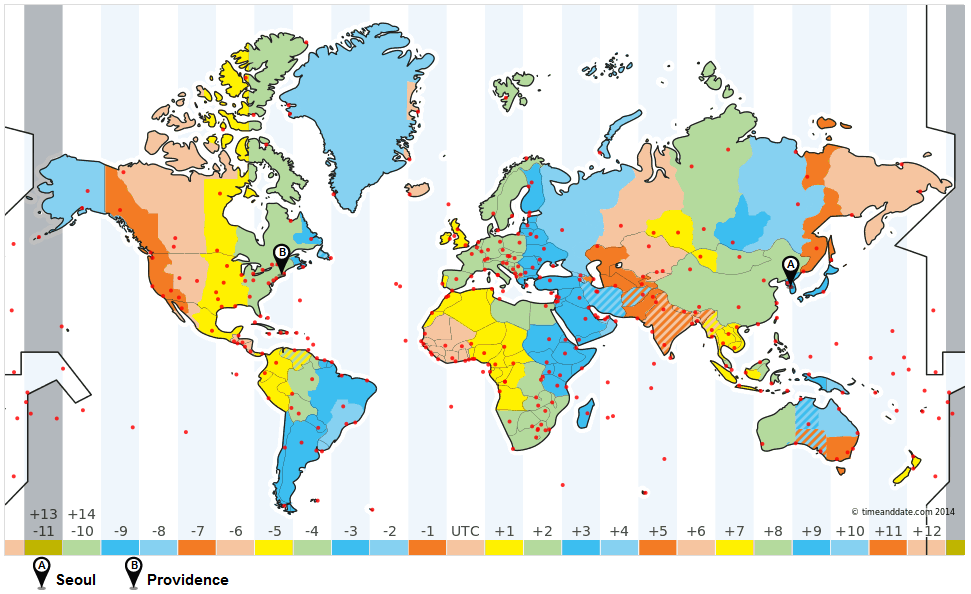 B
A
© timeanddate.com 2014
+13 +14
-11 -10 -9 -8 -7 -6 -5 -4 -3 -2 -1 UTC +1 +2 +3 +4 +5 +6 +7 +8 +9 +10 +11 +12
A Seoul B Providence